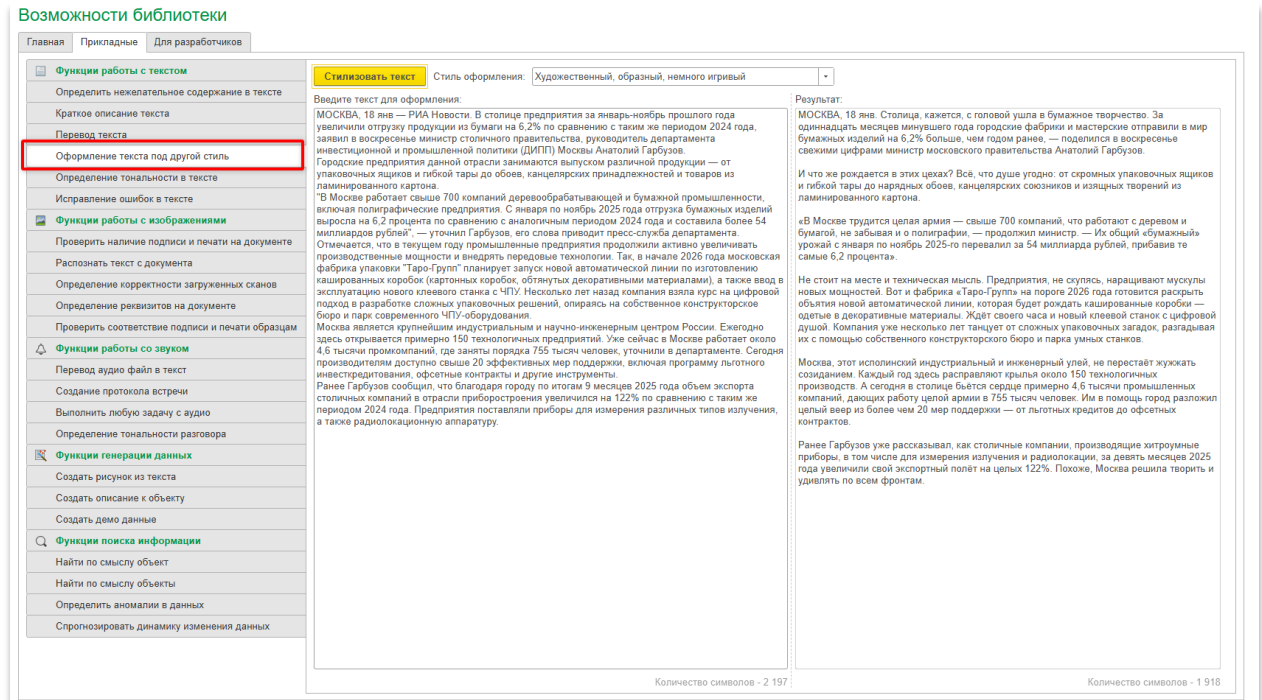 Возможности библиотеки
Главная Прикладные Для разработчиков
Функции работы с текстом
Определить нежелательное содержание в тексте
Краткое описание текста
Перевод текста
Оформление текста под другой стиль
Определение тональности в тексте
Исправление ошибок в тексте
Функции работы с изображениями
Проверить наличие подписи и печати на документе
Распознать текст с документа
Определение корректности загруженных сканов
Определение реквизитов на документе
Проверить соответствие подписи и печати образцам
Функции работы со звуком
Перевод аудио файл в текст
Создание протокола встречи
Выполнить любую задачу с аудио
Определение тональности разговора
Функции генерации данных
Создать рисунок из текста
Создать описание к объекту
Создать демо данные
Функции поиска информации
Найти по смыслу объект
Найти по смыслу объекты
Определить аномалии в данных
Спрогнозировать динамику изменения данных
Стилизовать текст Стиль оформления: Художественный, образный, немного игривый
Введите текст для оформления:
МОСКВА, 18 янв — РИА Новости. В столице предприятия за январь-ноябрь прошлого года
увеличили отгрузку продукции из бумаги на 6,2% по сравнению с таким же периодом 2024 года,
заявил в воскресенье министр столичного правительства, руководитель департамента
инвестиционной и промышленной политики (ДИПП) Москвы Анатолий Гарбузов.
Городские предприятия данной отрасли занимаются выпуском различной продукции — от
упаковочных ящиков и гибкой тары до обоев, канцелярских принадлежностей и товаров из
ламинированного картона.
"В Москве работает свыше 700 компаний деревообрабатывающей и бумажной промышленности,
включая полиграфические предприятия. С января по ноябрь 2025 года отгрузка бумажных изделий
выросла на 6,2 процента по сравнению с аналогичным периодом 2024 года и составила более 54
миллиардов рублей", — уточнил Гарбузов, его слова приводит пресс-служба департамента.
Отмечается, что в текущем году промышленные предприятия продолжили активно увеличивать
производственные мощности и внедрять передовые технологии. Так, в начале 2026 года московская
фабрика упаковки "Таро-Групп" планирует запуск новой автоматической линии по изготовлению
кашированных коробок (картонных коробок, обтянутых декоративными материалами), а также ввод в
эксплуатацию нового клеевого станка с ЧПУ. Несколько лет назад компания взяла курс на цифровой
подход в разработке сложных упаковочных решений, опираясь на собственное конструкторское
бюро и парк современного ЧПУ-оборудования.
Москва является крупнейшим индустриальным и научно-инженерным центром России. Ежегодно
здесь открывается примерно 150 технологичных предприятий. Уже сейчас в Москве работает около
4,6 тысячи промкомпаний, где заняты порядка 755 тысяч человек, уточнили в департаменте. Сегодня
производителям доступно свыше 20 эффективных мер поддержки, включая программу льготного
инвесткредитования, офсетные контракты и другие инструменты.
Ранее Гарбузов сообщил, что благодаря городу по итогам 9 месяцев 2025 года объем экспорта
столичных компаний в отрасли приборостроения увеличился на 122% по сравнению с таким же
периодом 2024 года. Предприятия поставляли приборы для измерения различных типов излучения,
а также радиолокационную аппаратуру.
Количество символов - 2 197
Результат:
МОСКВА, 18 янв. Столица, кажется, с головой ушла в бумажное творчество. За
одиннадцать месяцев минувшего года городские фабрики и мастерские отправили в мир
бумажных изделий на 6,2% больше, чем годом ранее, — поделился в воскресенье
свежими цифрами министр московского правительства Анатолий Гарбузов.
И что же рождается в этих цехах? Всё, что душе угодно: от скромных упаковочных ящиков
и гибкой тары до нарядных обоев, канцелярских союзников и изящных творений из
ламинированного картона.
«В Москве трудится целая армия — свыше 700 компаний, что работают с деревом и
бумагой, не забывая и о полиграфии, — продолжил министр. — Их общий «бумажный»
урожай с января по ноябрь 2025-го перевалил за 54 миллиарда рублей, прибавив те
самые 6,2 процента».
Не стоит на месте и техническая мысль. Предприятия, не скупясь, наращивают мускулы
новых мощностей. Вот и фабрика «Таро-Групп» на пороге 2026 года готовится раскрыть
объятия новой автоматической линии, которая будет рождать кашированные коробки —
одетые в декоративные материалы. Ждёт своего часа и новый клеевой станок с цифровой
душой. Компания уже несколько лет танцует от сложных упаковочных загадок, разгадывая
их с помощью собственного конструкторского бюро и парка умных станков.
Москва, этот исполинский индустриальный и инженерный улей, не перестаёт жужжать
созиданием. Каждый год здесь расправляют крылья около 150 технологичных
производств. А сегодня в столице бьётся сердце примерно 4,6 тысячи промышленных
компаний, дающих работу целой армии в 755 тысяч человек. Им в помощь город разложил
целый веер из более чем 20 мер поддержки — от льготных кредитов до офсетных
контрактов.
Ранее Гарбузов уже рассказывал, как столичные компании, производящие хитроумные
приборы, в том числе для измерения излучения и радиолокации, за девять месяцев 2025
года увеличили свой экспортный полёт на целых 122%. Похоже, Москва решила творить и
удивлять по всем фронтам.
Количество символов - 1 918